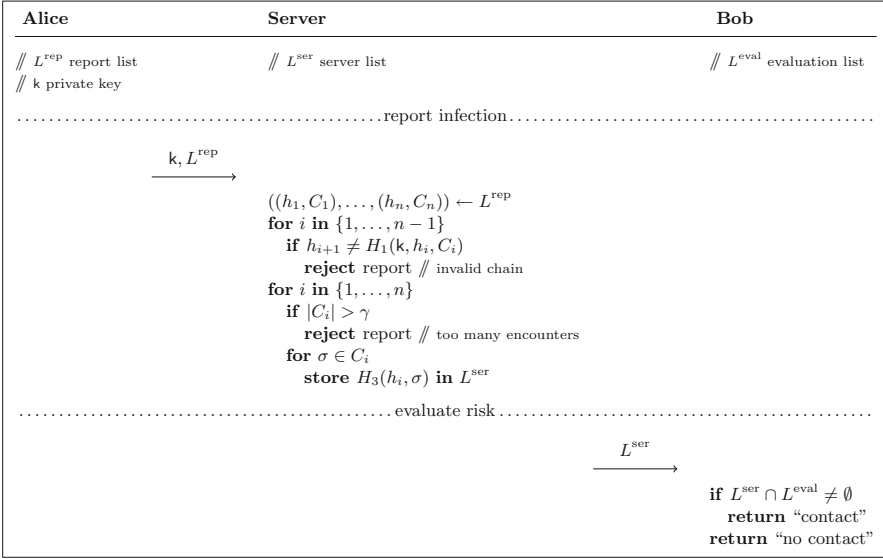 Alice Server Bob
// L^rep report list // L^ser server list // L^eval evaluation list
// k private key
report infection
k, L^rep
((h_1, C_1), . . . , (h_n, C_n)) ← L^rep
for i in {1, . . . , n − 1}
if h_{i+1} ≠ H_1(k, h_i, C_i)
reject report // invalid chain
for i in {1, . . . , n}
if |C_i| > γ
reject report // too many encounters
for σ ∈ C_i
store H_3(h_i, σ) in L^ser
evaluate risk
L^ser
if L^ser ∩ L^eval ≠ ∅
return “contact”
return “no contact”